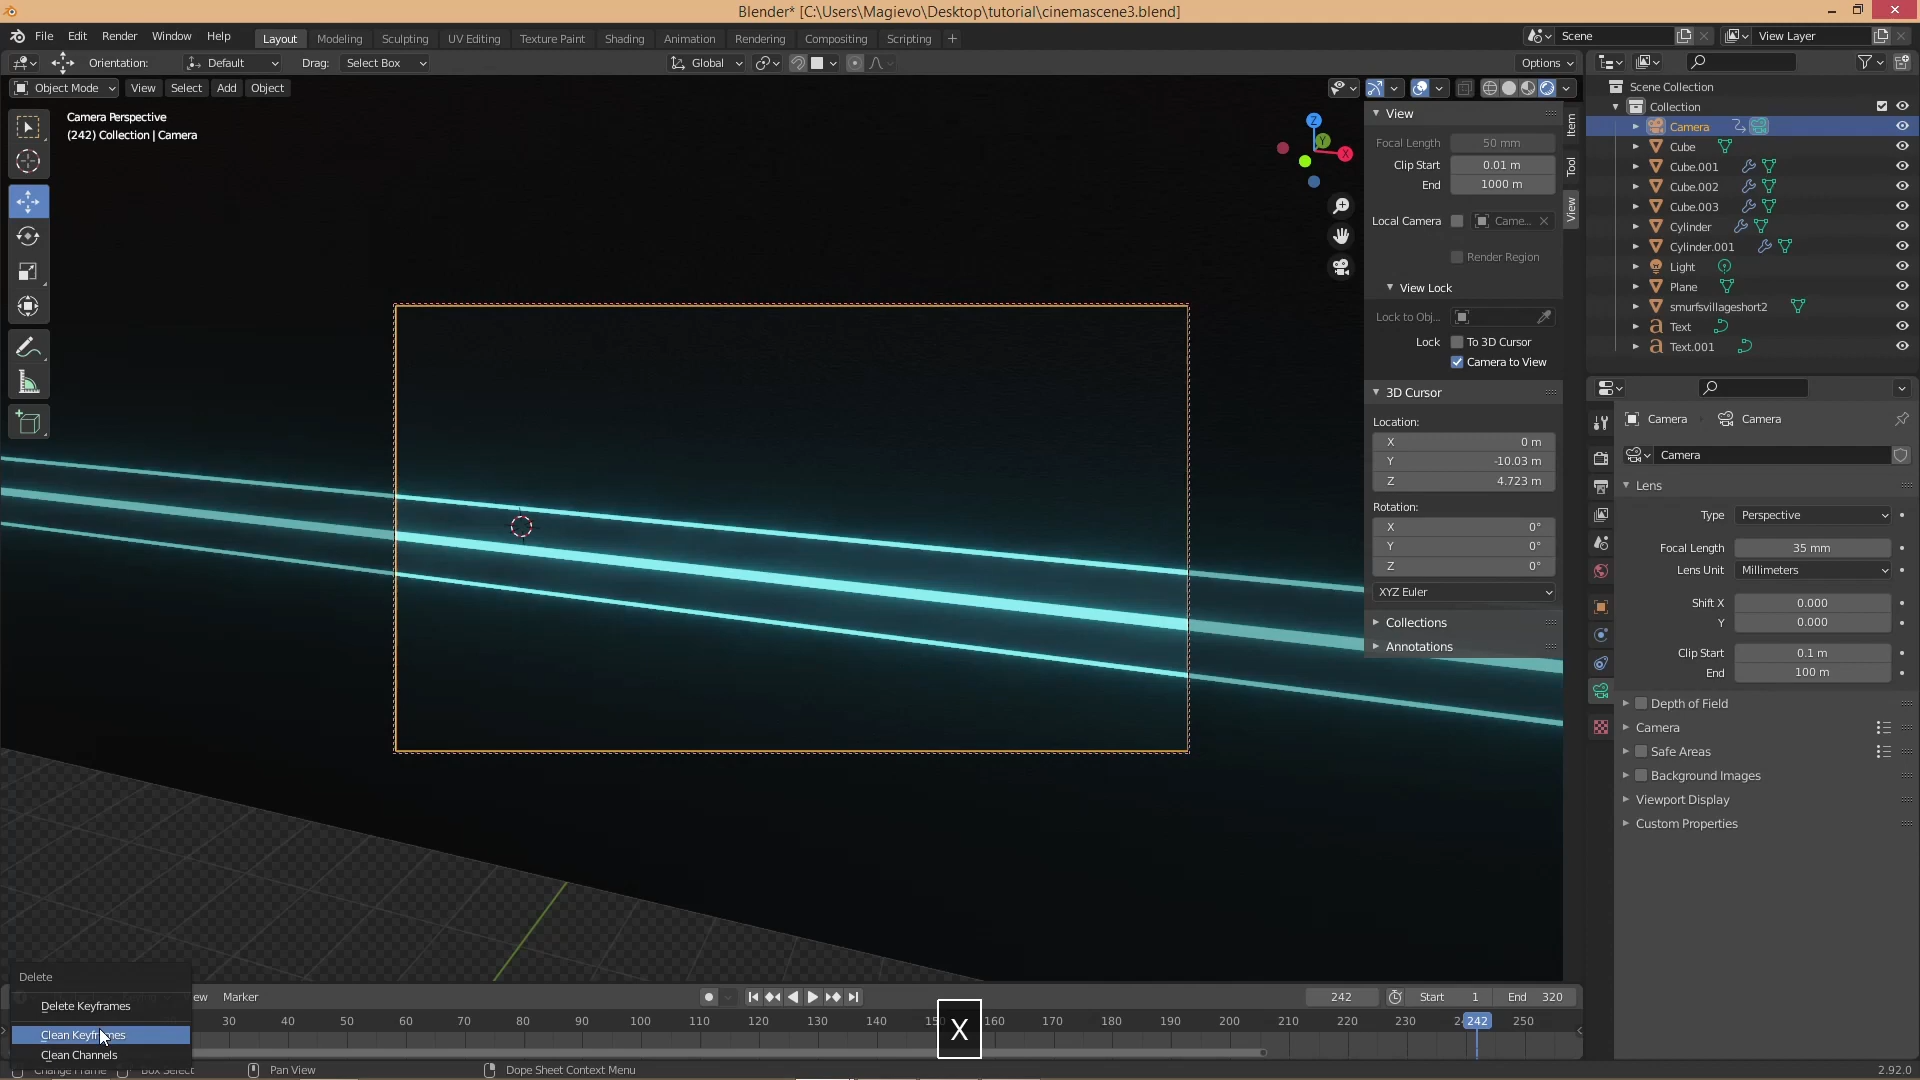 Blender* [C:\Users\Magievo\Desktop\tutorial\cinemascene3.blend]
File Edit Render Window Help Layout Modeling Sculpting UV Editing Texture Paint Shading Animation Rendering Compositing Scripting + Scene View Layer
Orientation: Default Drag: Select Box Global Options
Object Mode View Select Add Object
Camera Perspective
(242) Collection | Camera
Z
Y
X
View
Focal Length 50 mm
Clip Start 0.01 m
End 1000 m
Local Camera Came...
Render Region
View Lock
Lock to Obj...
Lock To 3D Cursor
Camera to View
3D Cursor
Location:
X 0 m
Y -10.03 m
Z 4.723 m
Rotation:
X 0°
Y 0°
Z 0°
XYZ Euler
Collections
Annotations
Item
Tool
View
Scene Collection
Collection
Camera
Cube
Cube.001
Cube.002
Cube.003
Cylinder
Cylinder.001
Light
Plane
smurfsvillageshort2
Text
Text.001
Camera Camera
Camera
Lens
Type Perspective
Focal Length 35 mm
Lens Unit Millimeters
Shift X 0.000
Y 0.000
Clip Start 0.1 m
End 100 m
Depth of Field
Camera
Safe Areas
Background Images
Viewport Display
Custom Properties
Delete
Delete Keyframes
Clean Keyframes
Clean Channels
Marker
242 Start 1 End 320
30 40 50 60 70 80 90 100 110 120 130 140 160 170 180 190 200 210 220 230 242 250
X
Change Frame Box Select Pan View Dope Sheet Context Menu 2.92.0